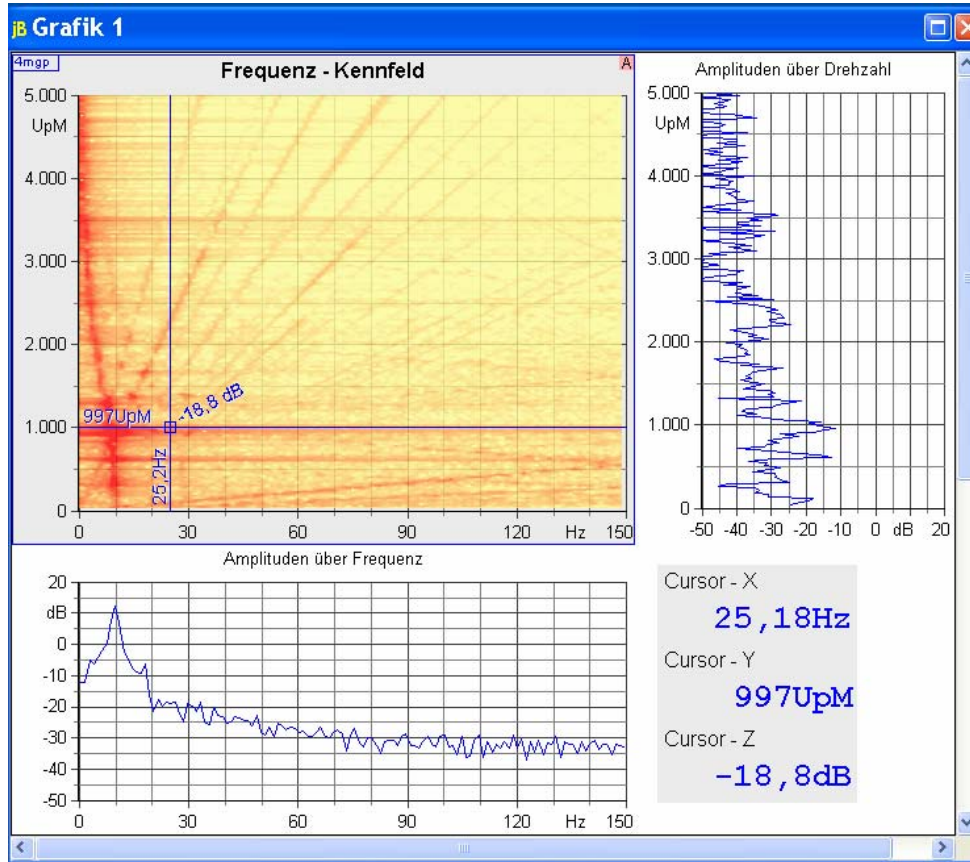 jB Grafik 1
4mgp
Frequenz - Kennfeld
A
5.000
UpM
4.000
3.000
2.000
1.000
0
997UpM
-18,8 dB
25,2Hz
0 30 60 90 120 Hz 150
Amplituden über Drehzahl
5.000
UpM
4.000
3.000
2.000
1.000
0
-50 -40 -30 -20 -10 0 dB 20
Amplituden über Frequenz
20
dB
0
-10
-20
-30
-40
-50
0 30 60 90 120 Hz 150
Cursor - X
25,18Hz
Cursor - Y
997UpM
Cursor - Z
-18,8dB